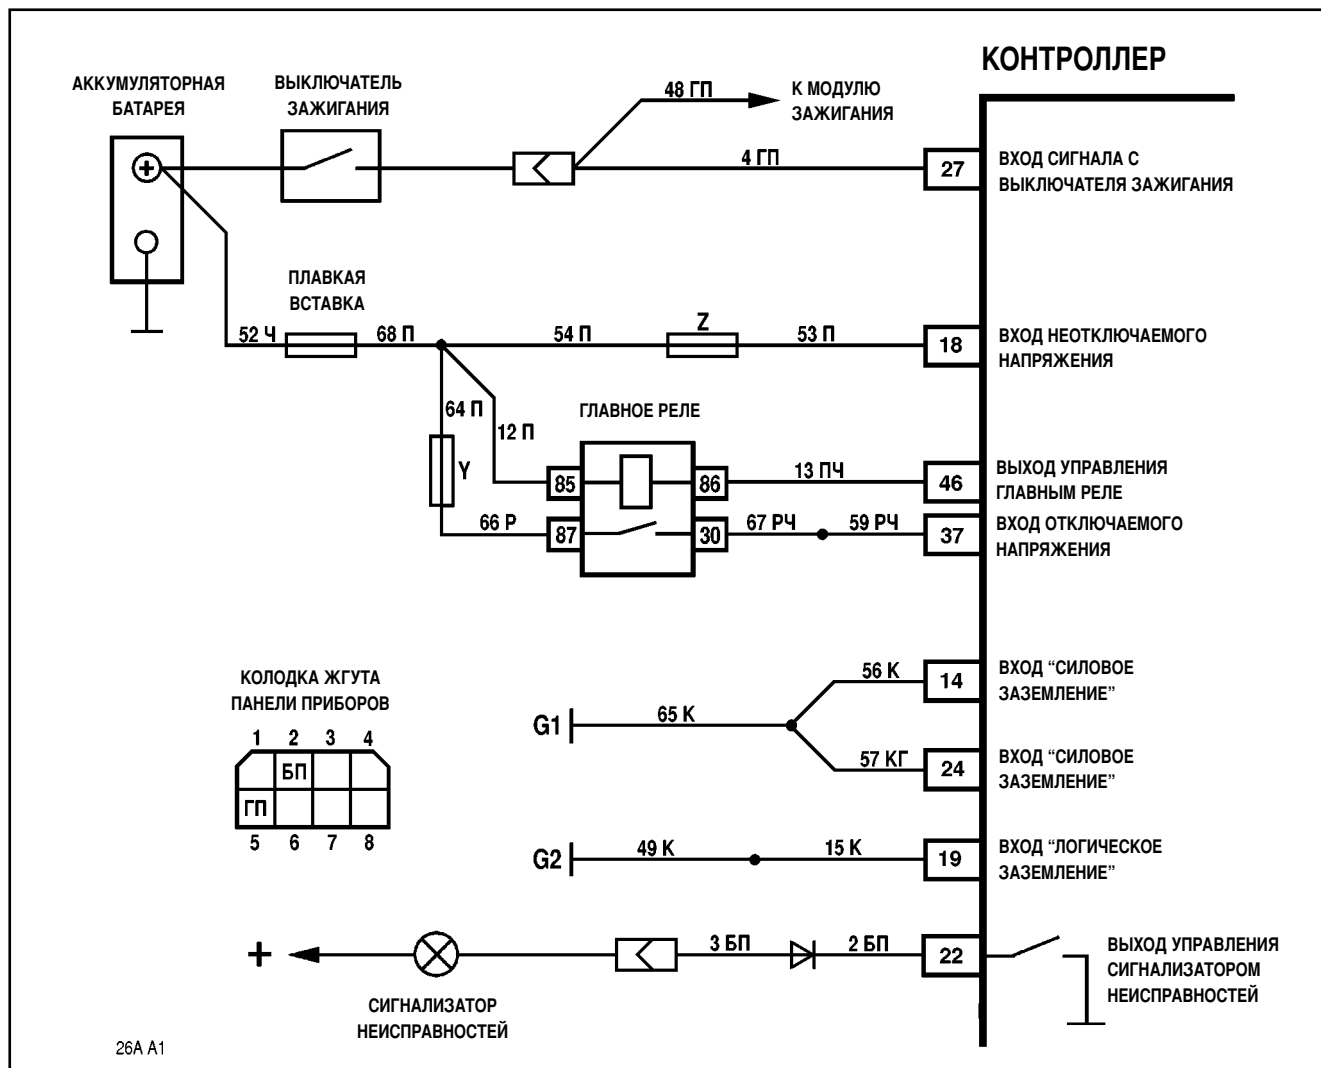 КОНТРОЛЛЕР
АККУМУЛЯТОРНАЯ
БАТАРЕЯ
ВЫКЛЮЧАТЕЛЬ
ЗАЖИГАНИЯ
48 ГП
К МОДУЛЮ
ЗАЖИГАНИЯ
4 ГП
27
ВХОД СИГНАЛА С
ВЫКЛЮЧАТЕЛЯ ЗАЖИГАНИЯ
ПЛАВКАЯ
ВСТАВКА
52 Ч
68 П
54 П
Z
53 П
18
ВХОД НЕОТКЛЮЧАЕМОГО
НАПРЯЖЕНИЯ
64 П
12 П
Y
66 Р
ГЛАВНОЕ РЕЛЕ
85
86
13 ПЧ
46
ВЫХОД УПРАВЛЕНИЯ
ГЛАВНЫМ РЕЛЕ
87
30
67 РЧ
59 РЧ
37
ВХОД ОТКЛЮЧАЕМОГО
НАПРЯЖЕНИЯ
КОЛОДКА ЖГУТА
ПАНЕЛИ ПРИБОРОВ
1 2 3 4
БП
ГП
5 6 7 8
G1
65 К
56 К
14
ВХОД “СИЛОВОЕ
ЗАЗЕМЛЕНИЕ”
57 КГ
24
ВХОД “СИЛОВОЕ
ЗАЗЕМЛЕНИЕ”
G2
49 К
15 К
19
ВХОД “ЛОГИЧЕСКОЕ
ЗАЗЕМЛЕНИЕ”
+
СИГНАЛИЗАТОР
НЕИСПРАВНОСТЕЙ
3 БП
2 БП
22
ВЫХОД УПРАВЛЕНИЯ
СИГНАЛИЗАТОРОМ
НЕИСПРАВНОСТЕЙ
26А А1